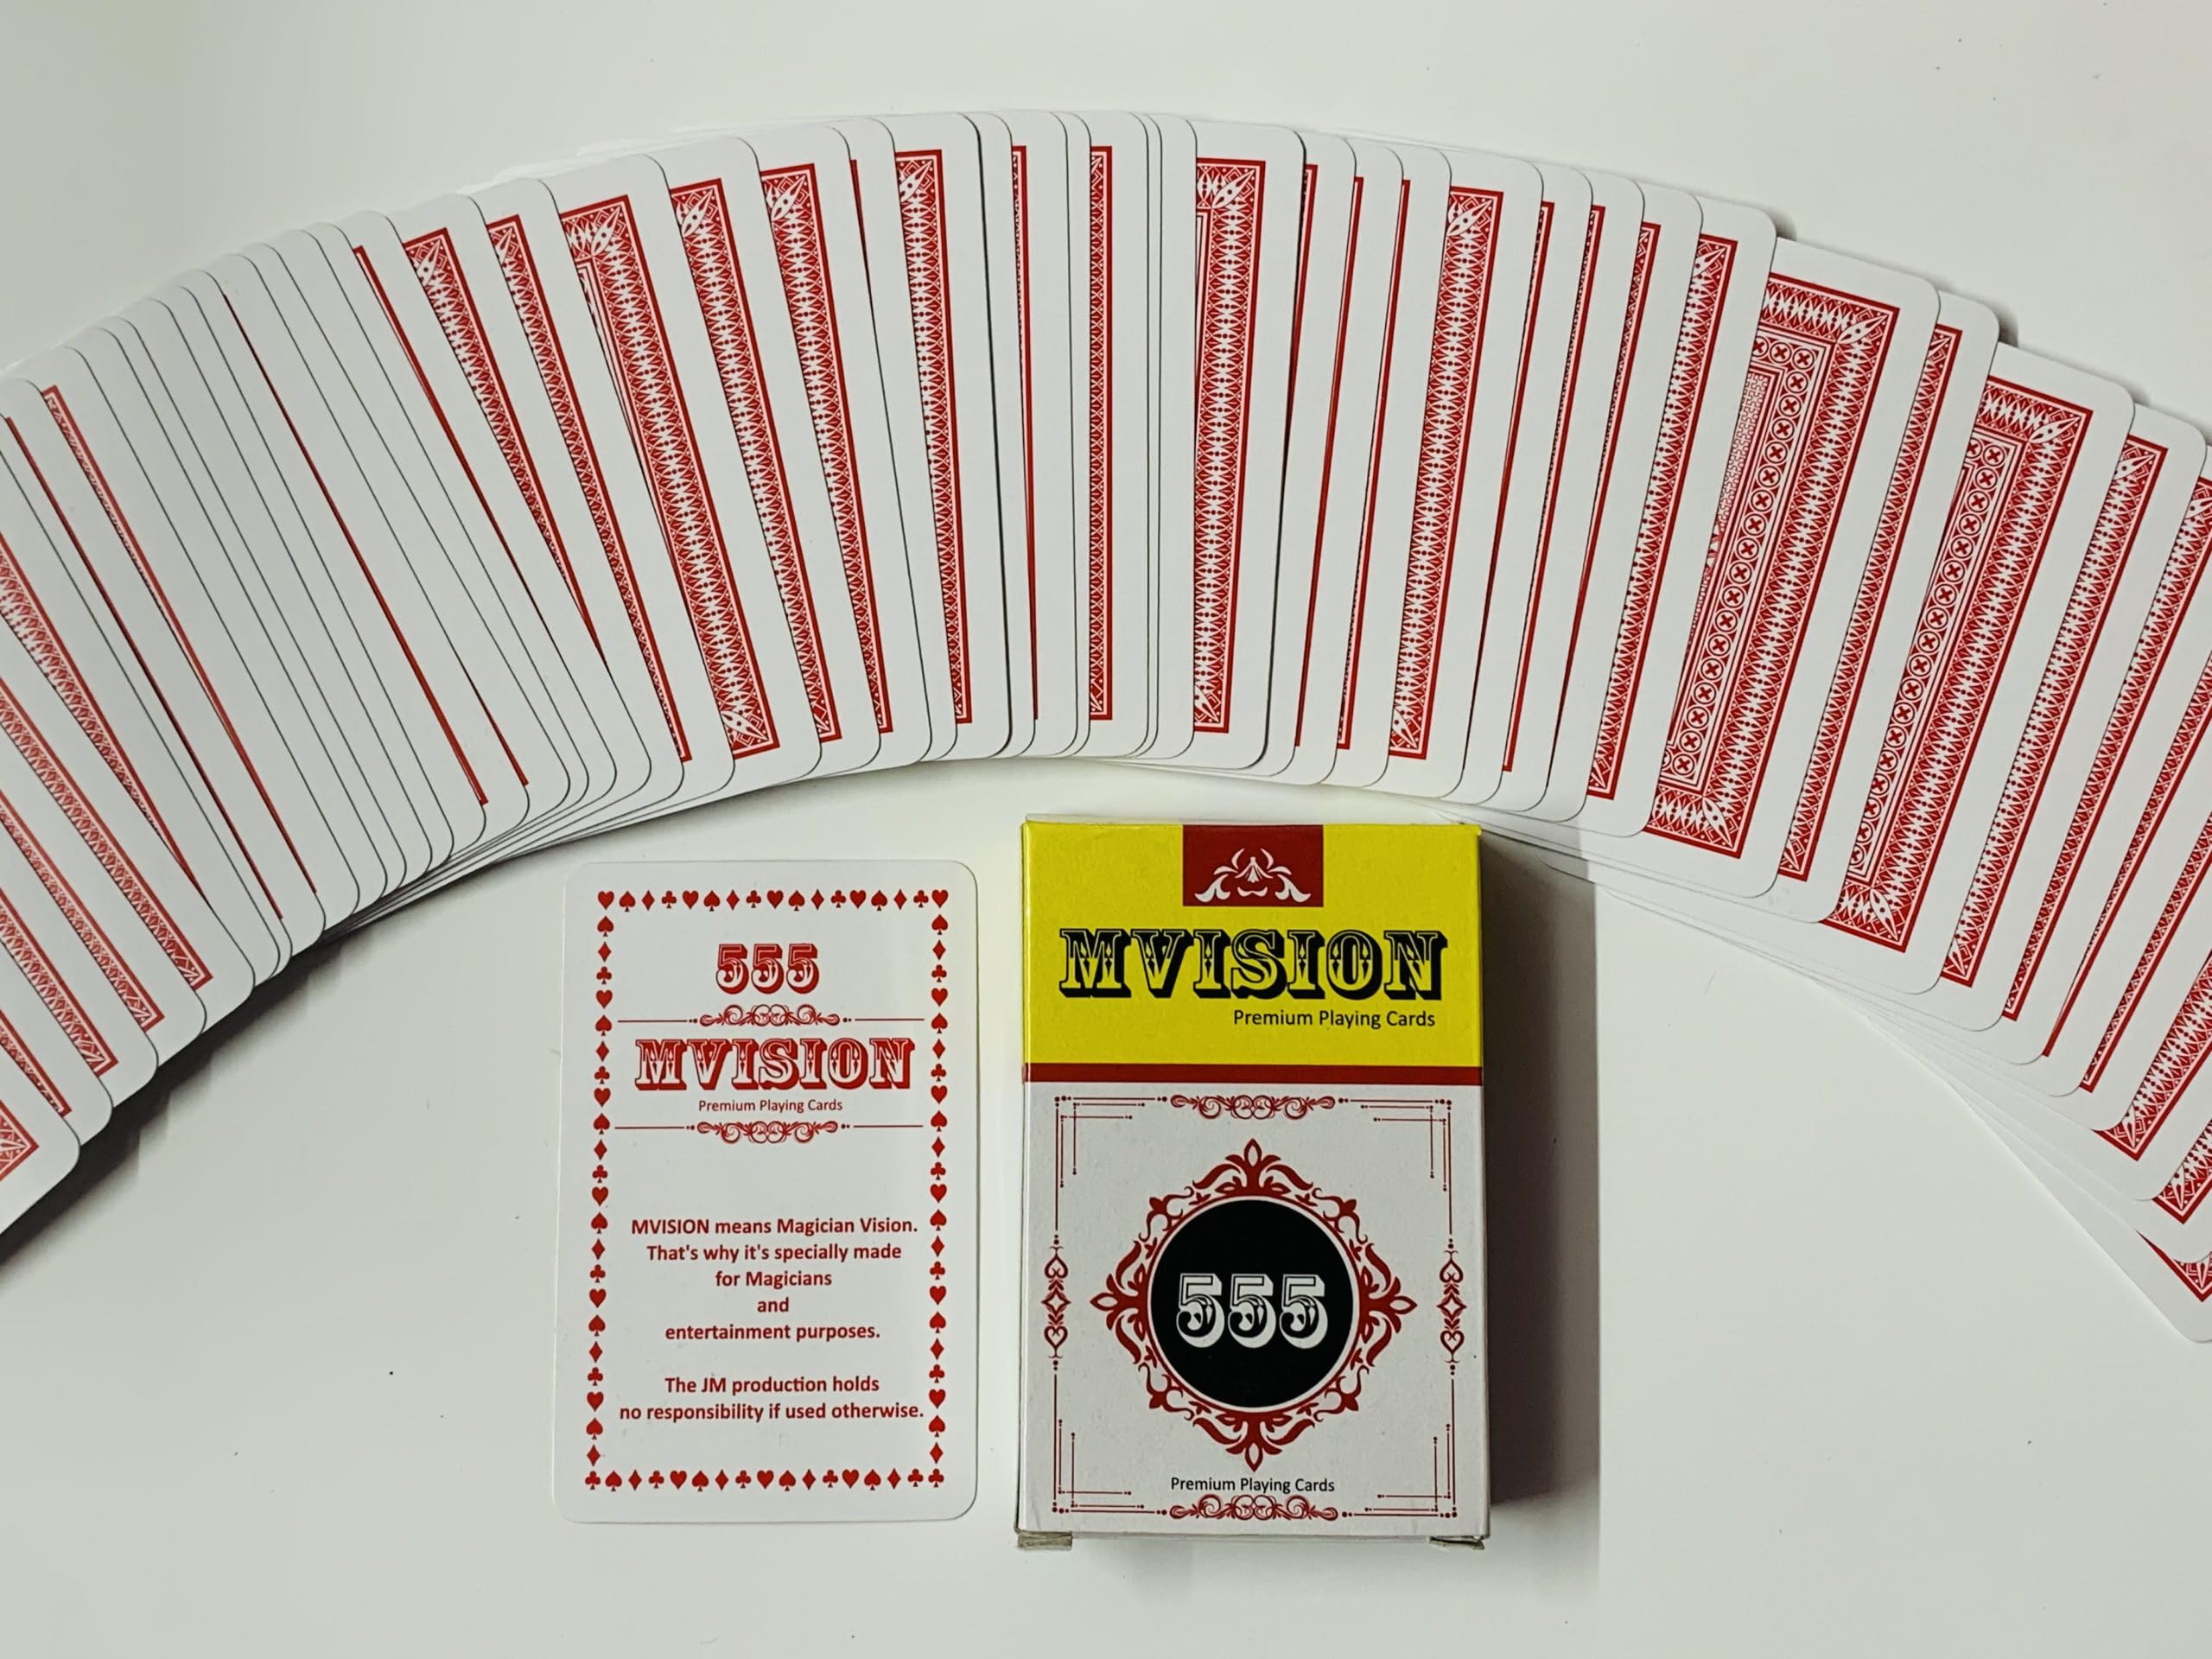 555
MVISION
Premium Playing Cards
MVISION means Magician Vision.
That's why it's specially made
for Magicians
and
entertainment purposes.
The JM production holds
no responsibility if used otherwise.
MVISION
Premium Playing Cards
555
Premium Playing Cards